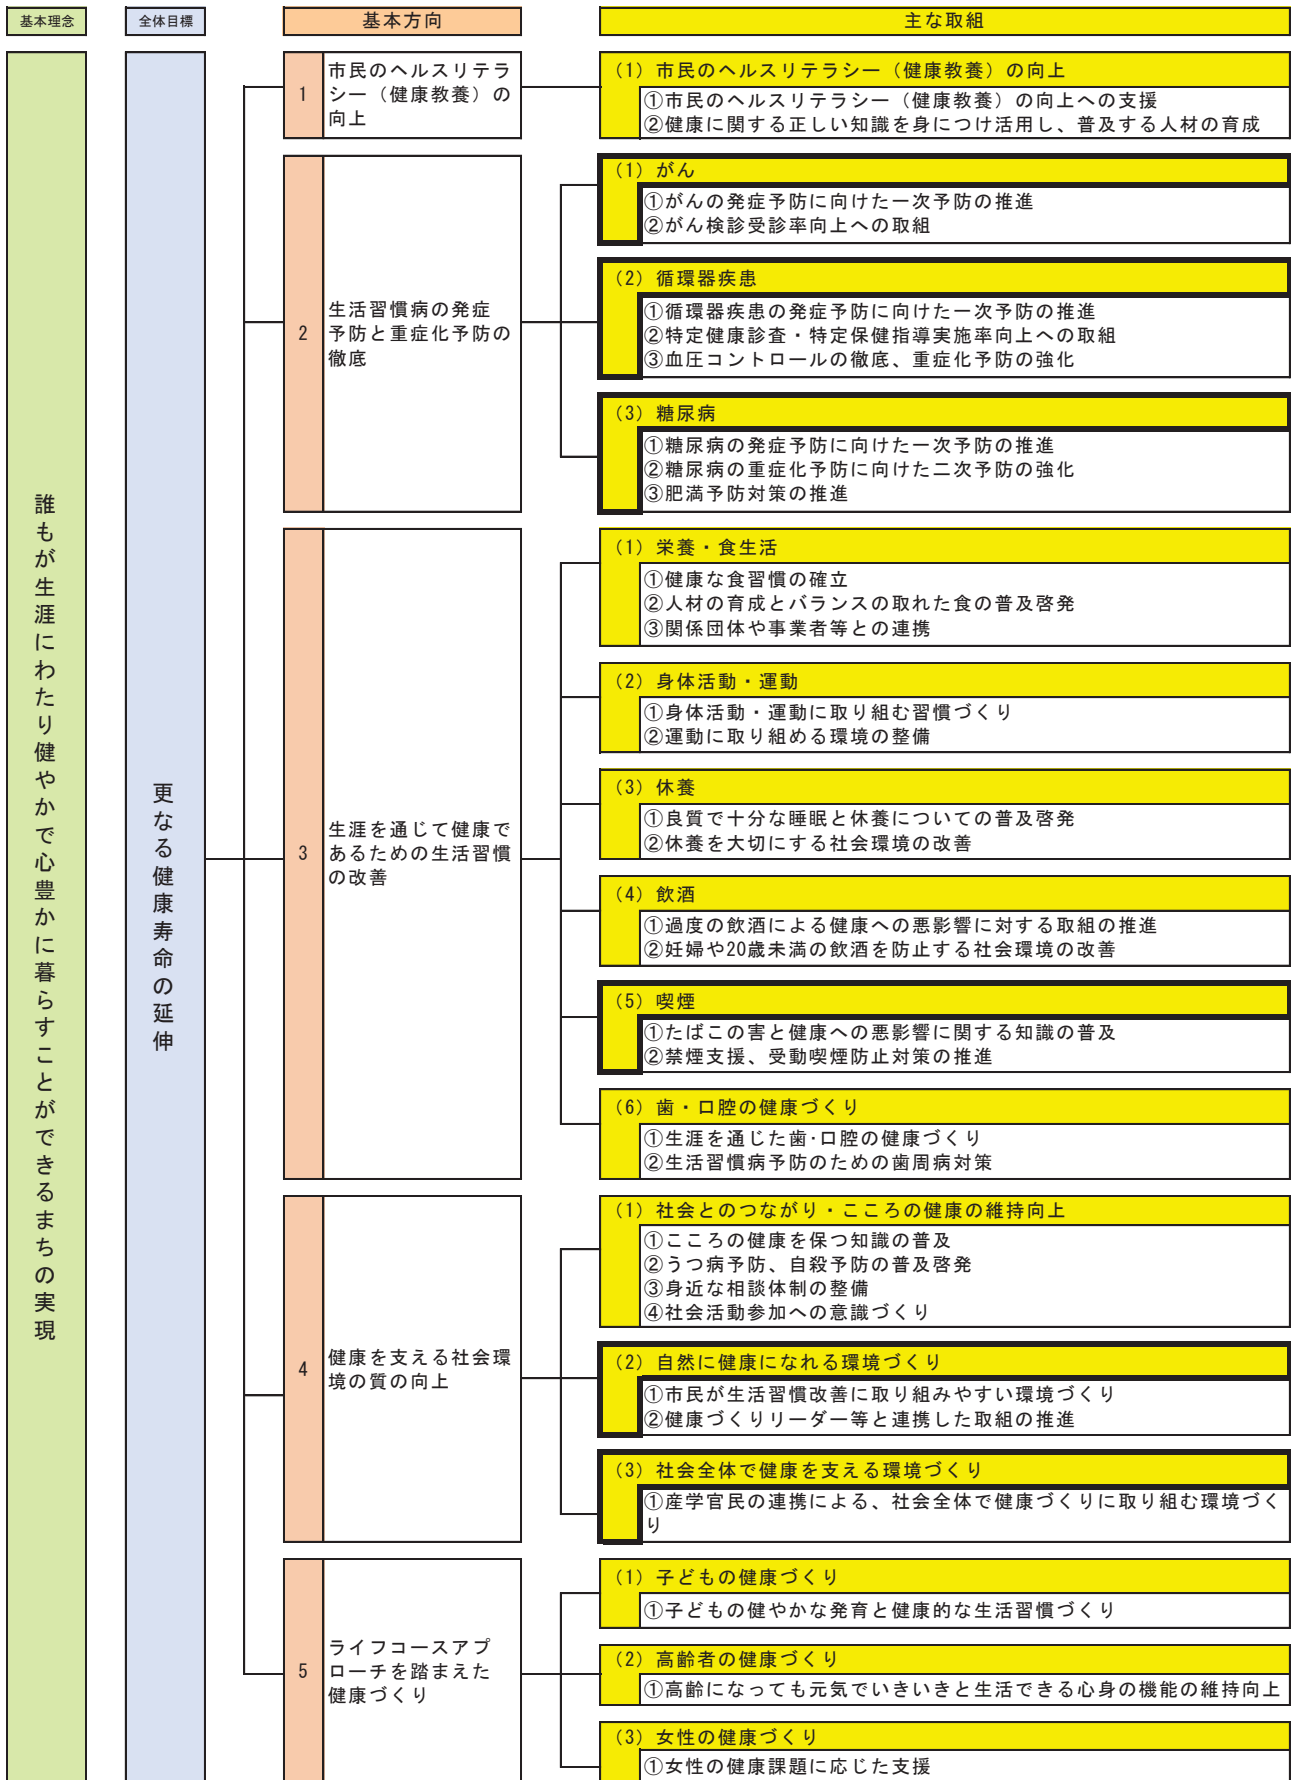 基本理念
全体目標
基本方向
主な取組
誰もが生涯にわたり健やかで心豊かに暮らすことができるまちの実現
更なる健康寿命の延伸
1
市民のヘルスリテラ
シー（健康教養）の
向上
（1）市民のヘルスリテラシー（健康教養）の向上
①市民のヘルスリテラシー（健康教養）の向上への支援
②健康に関する正しい知識を身につけ活用し、普及する人材の育成
2
生活習慣病の発症
予防と重症化予防の
徹底
（1）がん
①がんの発症予防に向けた一次予防の推進
②がん検診受診率向上への取組
（2）循環器疾患
①循環器疾患の発症予防に向けた一次予防の推進
②特定健康診査・特定保健指導実施率向上への取組
③血圧コントロールの徹底、重症化予防の強化
（3）糖尿病
①糖尿病の発症予防に向けた一次予防の推進
②糖尿病の重症化予防に向けた二次予防の強化
③肥満予防対策の推進
3
生涯を通じて健康で
あるための生活習慣
の改善
（1）栄養・食生活
①健康な食習慣の確立
②人材の育成とバランスの取れた食の普及啓発
③関係団体や事業者等との連携
（2）身体活動・運動
①身体活動・運動に取り組む習慣づくり
②運動に取り組める環境の整備
（3）休養
①良質で十分な睡眠と休養についての普及啓発
②休養を大切にする社会環境の改善
（4）飲酒
①過度の飲酒による健康への悪影響に対する取組の推進
②妊婦や20歳未満の飲酒を防止する社会環境の改善
（5）喫煙
①たばこの害と健康への悪影響に関する知識の普及
②禁煙支援、受動喫煙防止対策の推進
（6）歯・口腔の健康づくり
①生涯を通じた歯･口腔の健康づくり
②生活習慣病予防のための歯周病対策
4
健康を支える社会環
境の質の向上
（1）社会とのつながり・こころの健康の維持向上
①こころの健康を保つ知識の普及
②うつ病予防、自殺予防の普及啓発
③身近な相談体制の整備
④社会活動参加への意識づくり
（2）自然に健康になれる環境づくり
①市民が生活習慣改善に取り組みやすい環境づくり
②健康づくりリーダー等と連携した取組の推進
（3）社会全体で健康を支える環境づくり
①産学官民の連携による、社会全体で健康づくりに取り組む環境づく
り
5
ライフコースアプ
ローチを踏まえた
健康づくり
（1）子どもの健康づくり
①子どもの健やかな発育と健康的な生活習慣づくり
（2）高齢者の健康づくり
①高齢になっても元気でいきいきと生活できる心身の機能の維持向上
（3）女性の健康づくり
①女性の健康課題に応じた支援